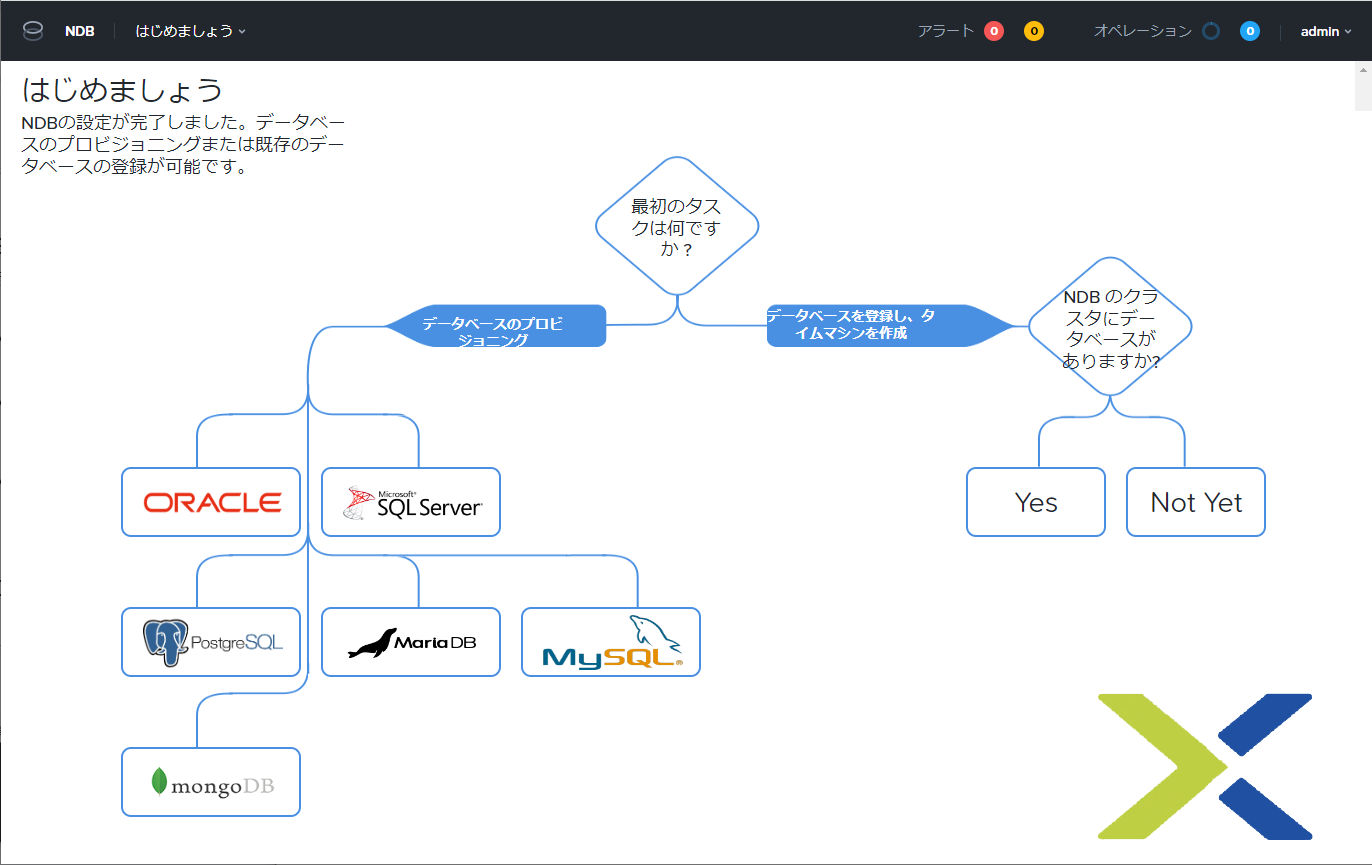 NDB はじめましょう アラート 0 0 オペレーション 0 admin
はじめましょう
NDBの設定が完了しました。データベー
スのプロビジョニングまたは既存のデー
タベースの登録が可能です。
最初のタス
クは何です
か？
データベースのプロビ
ジョニング
データベースを登録し、タ
イムマシンを作成
NDB のクラ
スタにデー
タベースが
ありますか?
ORACLE
Microsoft®
SQL Server®
Yes
Not Yet
PostgreSQL
MariaDB
MySQL®
mongoDB